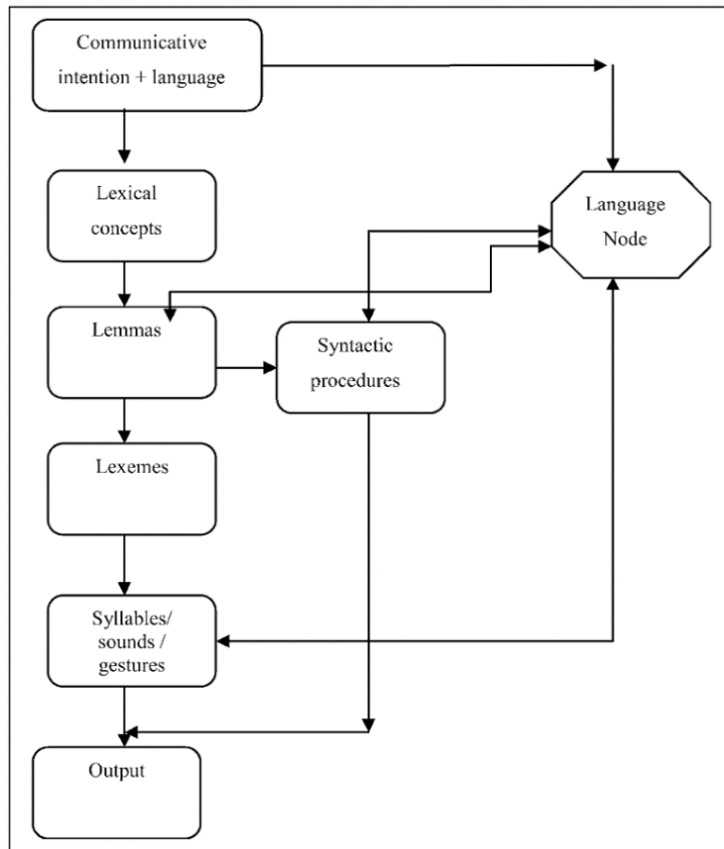 Communicative
intention + language
Lexical
concepts
Language
Node
Lemmas
Syntactic
procedures
Lexemes
Syllables/
sounds /
gestures
Output